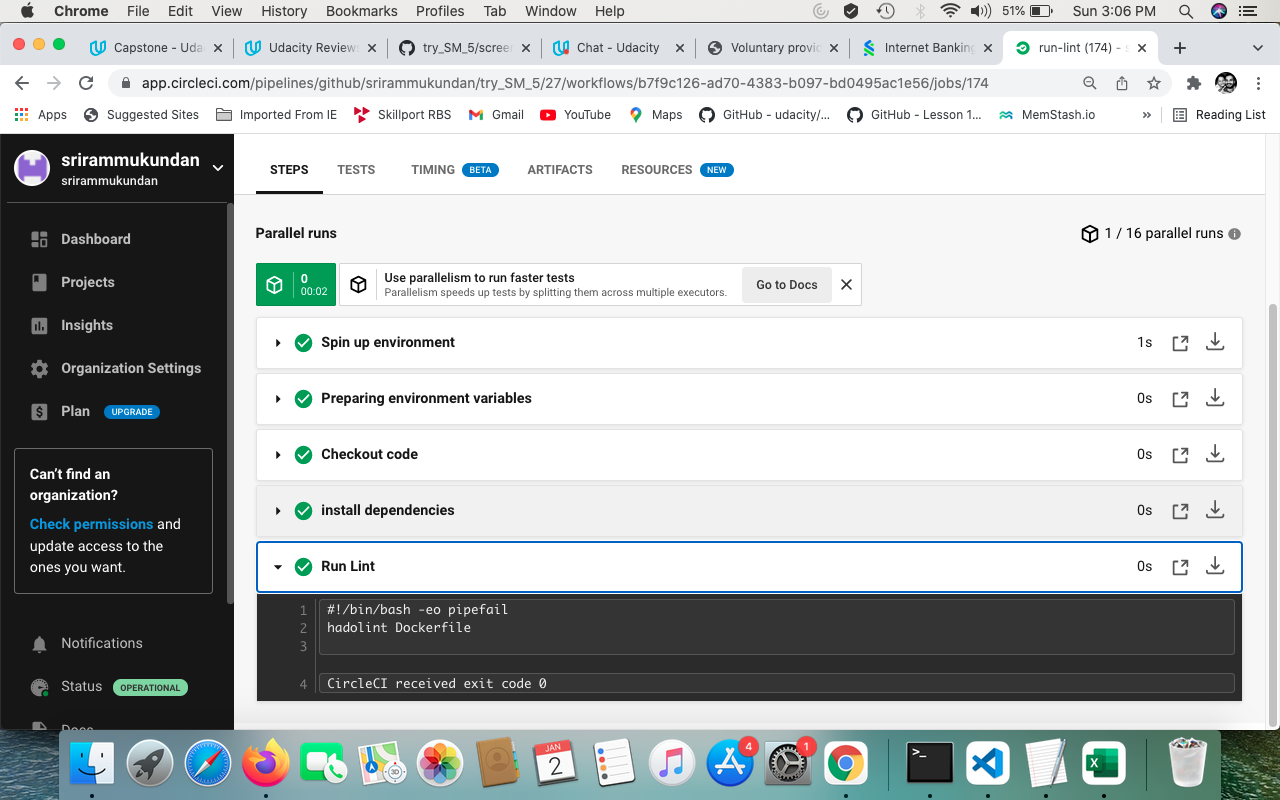 Chrome File Edit View History Bookmarks Profiles Tab Window Help 51% Sun 3:06 PM
Capstone - Uda Udacity Review try_SM_5/scree Chat - Udacity Voluntary provid Internet Banking run-lint (174) - s
app.circleci.com/pipelines/github/srirammukundan/try_SM_5/27/workflows/b7f9c126-ad70-4383-b097-bd0495ac1e56/jobs/174
Apps Suggested Sites Imported From IE Skillport RBS Gmail YouTube Maps GitHub - udacity/... GitHub - Lesson 1... MemStash.io » Reading List
srirammukundan
srirammukundan
Dashboard
Projects
Insights
Organization Settings
Plan UPGRADE
Can't find an
organization?
Check permissions and
update access to the
ones you want.
Notifications
Status OPERATIONAL
Docs
STEPS TESTS TIMING BETA ARTIFACTS RESOURCES NEW
Parallel runs 1 / 16 parallel runs
0
00:02
Use parallelism to run faster tests
Parallelism speeds up tests by splitting them across multiple executors.
Go to Docs
Spin up environment 1s
Preparing environment variables 0s
Checkout code 0s
install dependencies 0s
Run Lint 0s
1 #!/bin/bash -eo pipefail
2 hadolint Dockerfile
3
4 CircleCI received exit code 0
JAN
2
3D
4
1